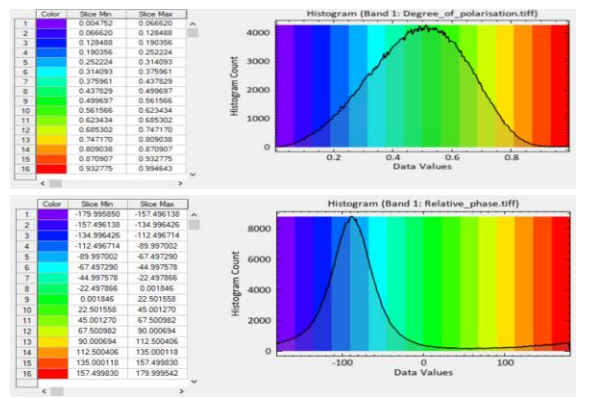 Color Slice Min Slice Max
1 0.004752 0.066620
2 0.066620 0.128488
3 0.128488 0.190356
4 0.190356 0.252224
5 0.252224 0.314093
6 0.314093 0.375961
7 0.375961 0.437829
8 0.437829 0.499697
9 0.499697 0.561566
10 0.561566 0.623434
11 0.623434 0.685302
12 0.685302 0.747170
13 0.747170 0.809038
14 0.809038 0.870907
15 0.870907 0.932775
16 0.932775 0.994643
Histogram (Band 1: Degree_of_polarisation.tiff)
Histogram Count
4000
3000
2000
1000
0
0.2 0.4 0.6 0.8
Data Values
Color Slice Min Slice Max
1 -179.995850 -157.496138
2 -157.496138 -134.996426
3 -134.996426 -112.496714
4 -112.496714 -89.997002
5 -89.997002 -67.497290
6 -67.497290 -44.997578
7 -44.997578 -22.497866
8 -22.497866 0.001846
9 0.001846 22.501558
10 22.501558 45.001270
11 45.001270 67.500982
12 67.500982 90.000694
13 90.000694 112.500406
14 112.500406 135.000118
15 135.000118 157.499830
16 157.499830 179.999542
Histogram (Band 1: Relative_phase.tiff)
Histogram Count
8000
6000
4000
2000
0
-100 0 100
Data Values